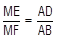 ME/MF = AD/AB